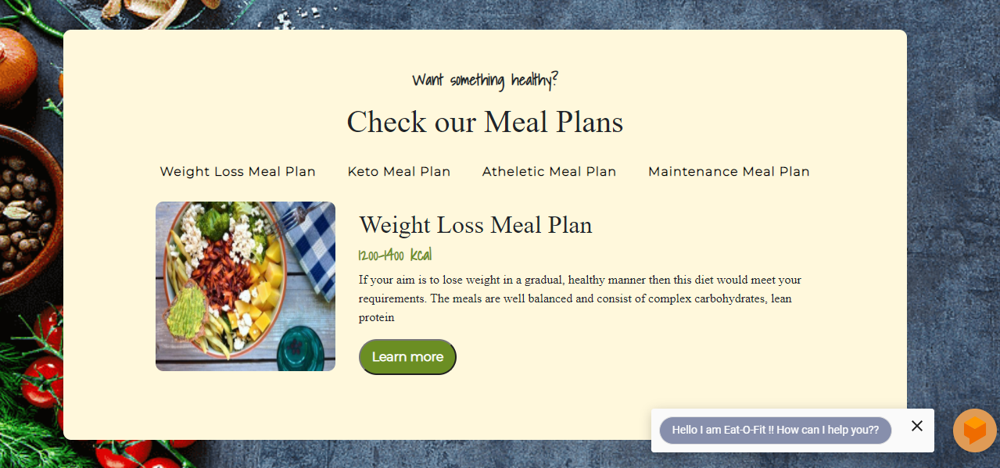 Want something healthy?
Check our Meal Plans
Weight Loss Meal Plan Keto Meal Plan Atheletic Meal Plan Maintenance Meal Plan
Weight Loss Meal Plan
1200-1400 kcal
If your aim is to lose weight in a gradual, healthy manner then this diet would meet your
requirements. The meals are well balanced and consist of complex carbohydrates, lean
protein
Learn more
Hello I am Eat-O-Fit !! How can I help you??